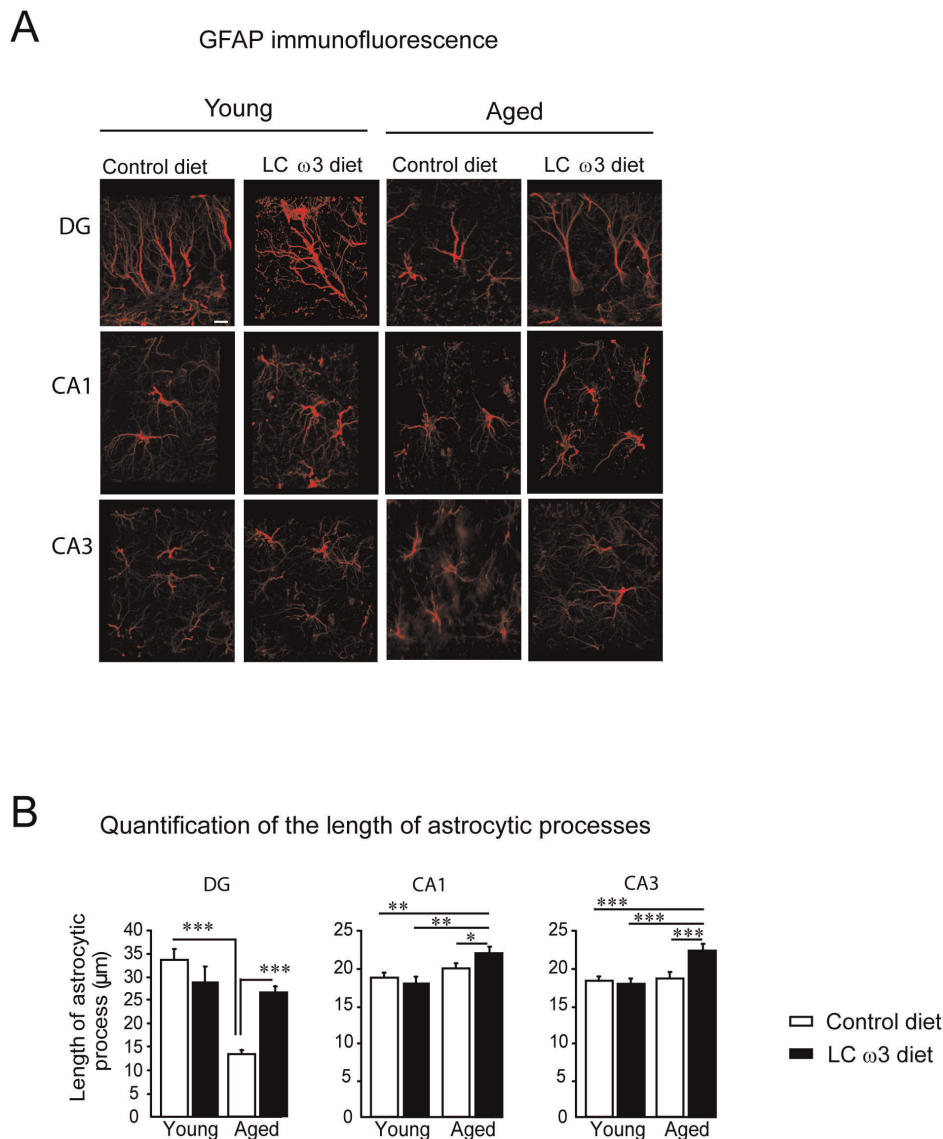 A
GFAP immunofluorescence
Young
Aged
Control diet
LC ω3 diet
Control diet
LC ω3 diet
DG
CA1
CA3
B
Quantification of the length of astrocytic processes
DG
CA1
CA3
Length of astrocytic
process (µm)
40
35
30
25
20
15
10
5
0
***
***
Young
Aged
25
20
15
10
5
0
**
**
*
Young
Aged
25
20
15
10
5
0
***
***
***
Young
Aged
Control diet
LC ω3 diet